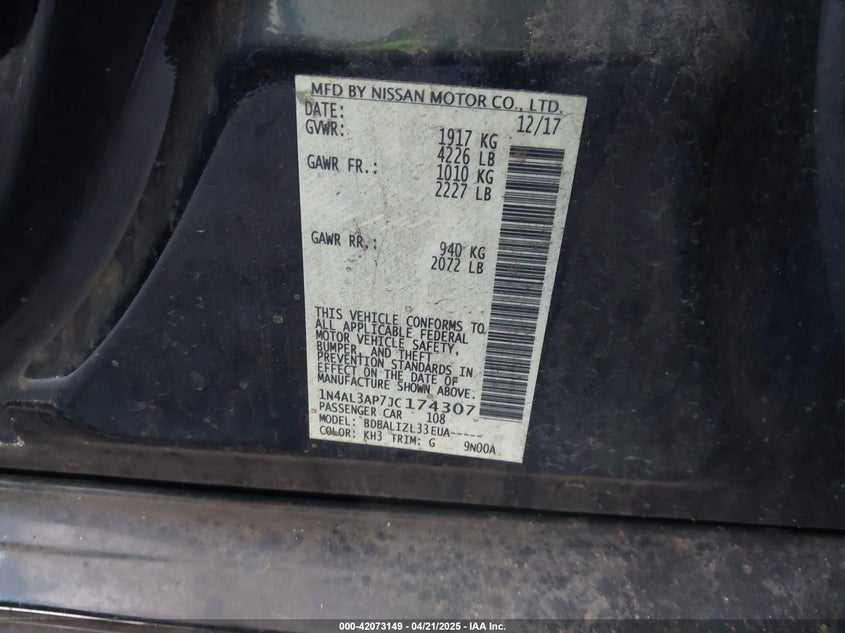 MFD BY NISSAN MOTOR CO., LTD.
DATE: 12/17
GVWR: 1917 KG
4226 LB
GAWR FR.: 1010 KG
2227 LB
GAWR RR.: 940 KG
2072 LB
THIS VEHICLE CONFORMS TO
ALL APPLICABLE FEDERAL
MOTOR VEHICLE SAFETY,
BUMPER, AND THEFT
PREVENTION STANDARDS IN
EFFECT ON THE DATE OF
MANUFACTURE SHOWN ABOVE.
1N4AL3AP7JC174307
PASSENGER CAR 108
MODEL: BDBALIZL33EUA-----
COLOR: KH3 TRIM: G 9N00A
000-42073149 - 04/21/2025 - IAA Inc.